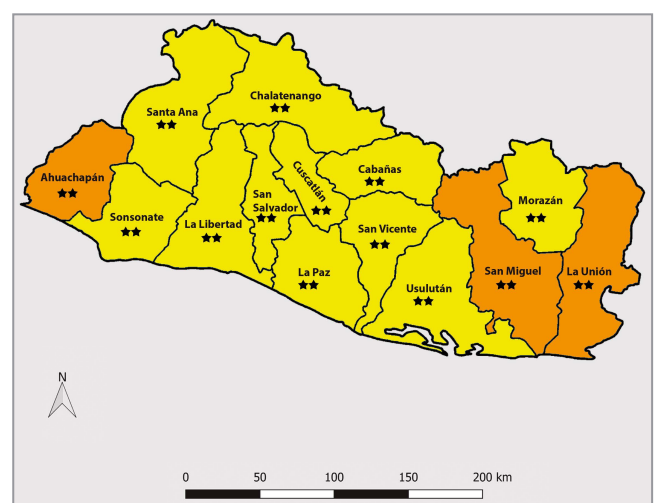 Chalatenango
Santa Ana
Cabañas
Cuscatlán
Ahuachapán
San
Salvador
Morazán
Sonsonate
La Libertad
San Vicente
La Paz
San Miguel
La Unión
Usulután
N
0 50 100 150 200 km